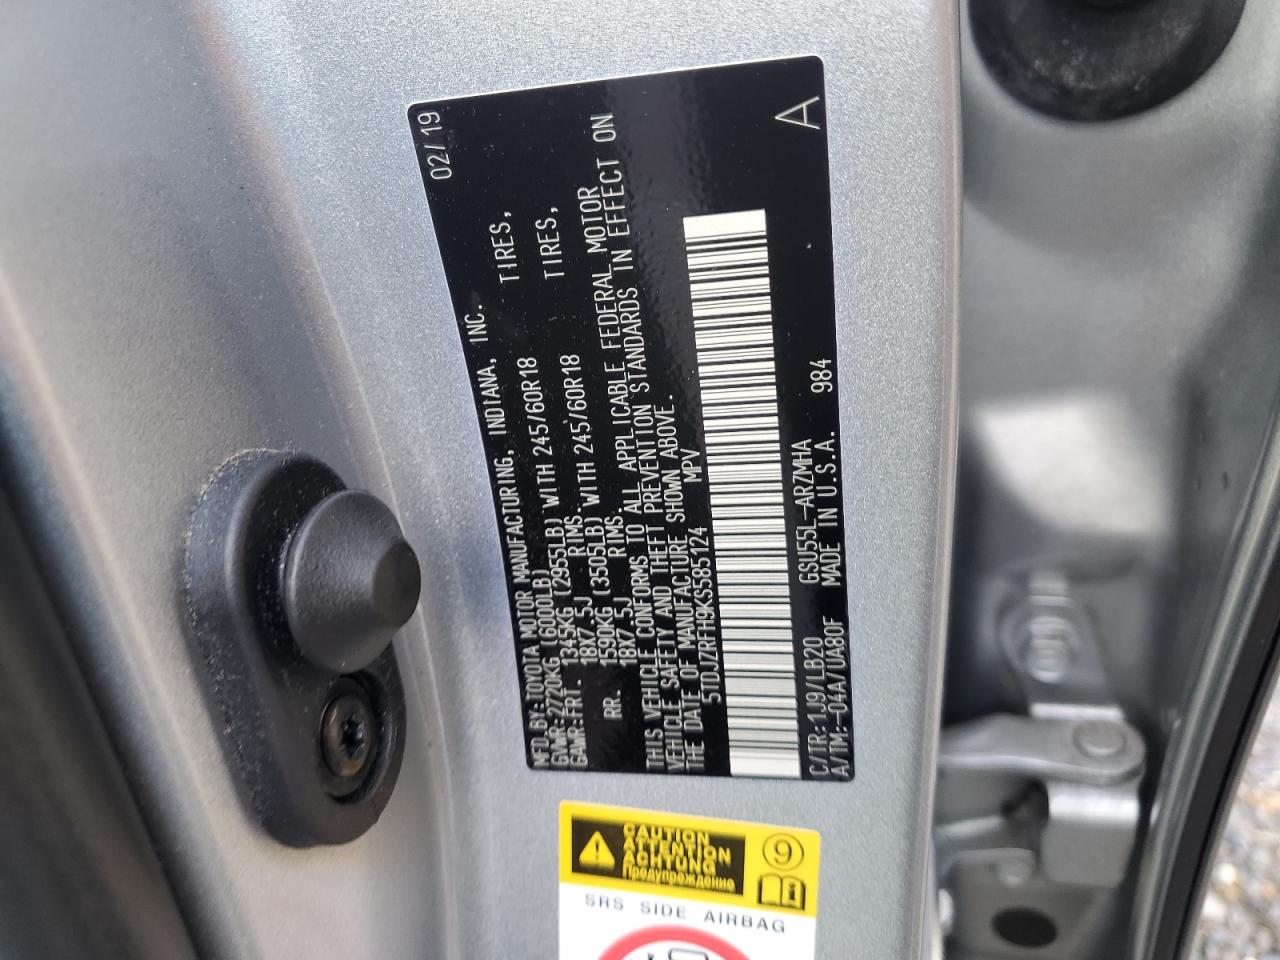 02/19
MFD. BY: TOYOTA MOTOR MANUFACTURING, INDIANA, INC.
GVWR: 2720KG (6000LB)
GAWR: FRT. 1345KG (2955LB) WITH 245/60R18 TIRES,
18X7.5J RIMS.
RR. 1590KG (3505LB) WITH 245/60R18 TIRES,
18X7.5J RIMS.
THIS VEHICLE CONFORMS TO ALL APPLICABLE FEDERAL MOTOR
VEHICLE SAFETY AND THEFT PREVENTION STANDARDS IN EFFECT ON
THE DATE OF MANUFACTURE SHOWN ABOVE.
5TDJZRFH9KS585124 MPV
C/TR: 1J9/LB20 GSU55L-ARZMHA 984
A/TM: -04A/UA80F MADE IN U.S.A.
A
CAUTION
ATTENTION
ACHTUNG
Предупреждение
9
SRS SIDE AIRBAG